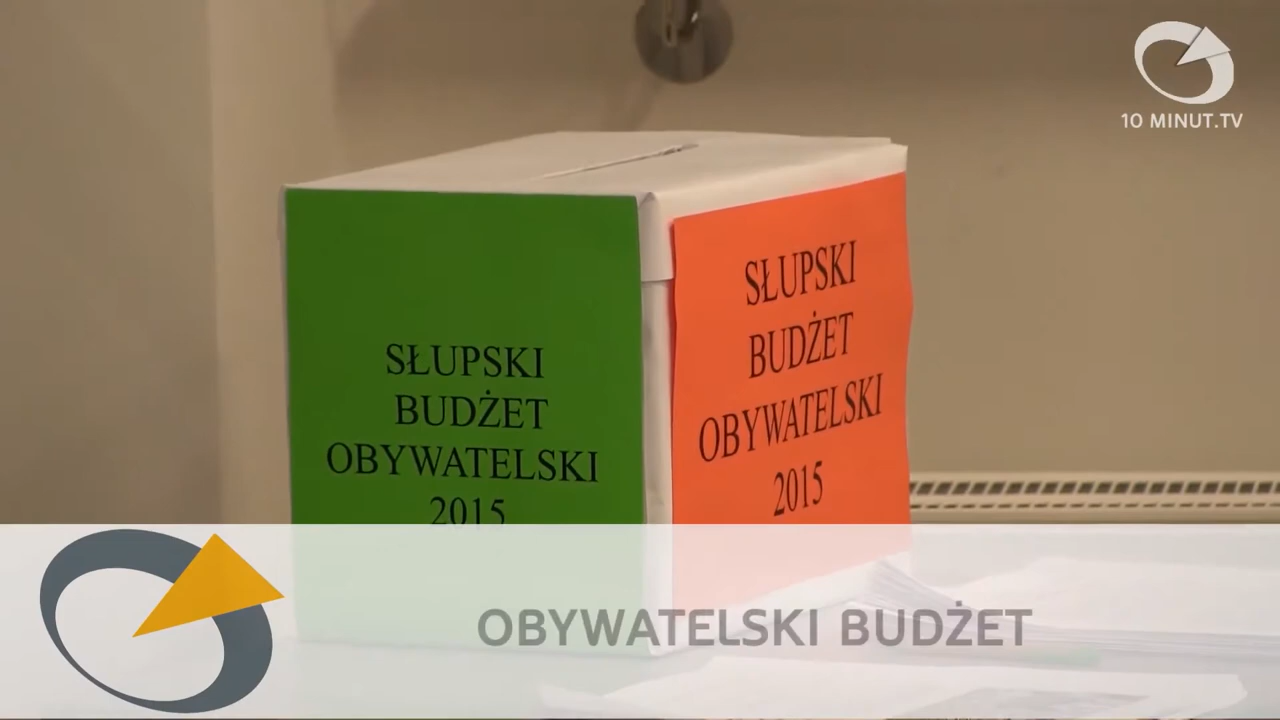 10 MINUT.TV
SŁUPSKI
BUDŻET
OBYWATELSKI
2015
SŁUPSKI
BUDŻET
OBYWATELSKI
2015
OBYWATELSKI BUDŻET